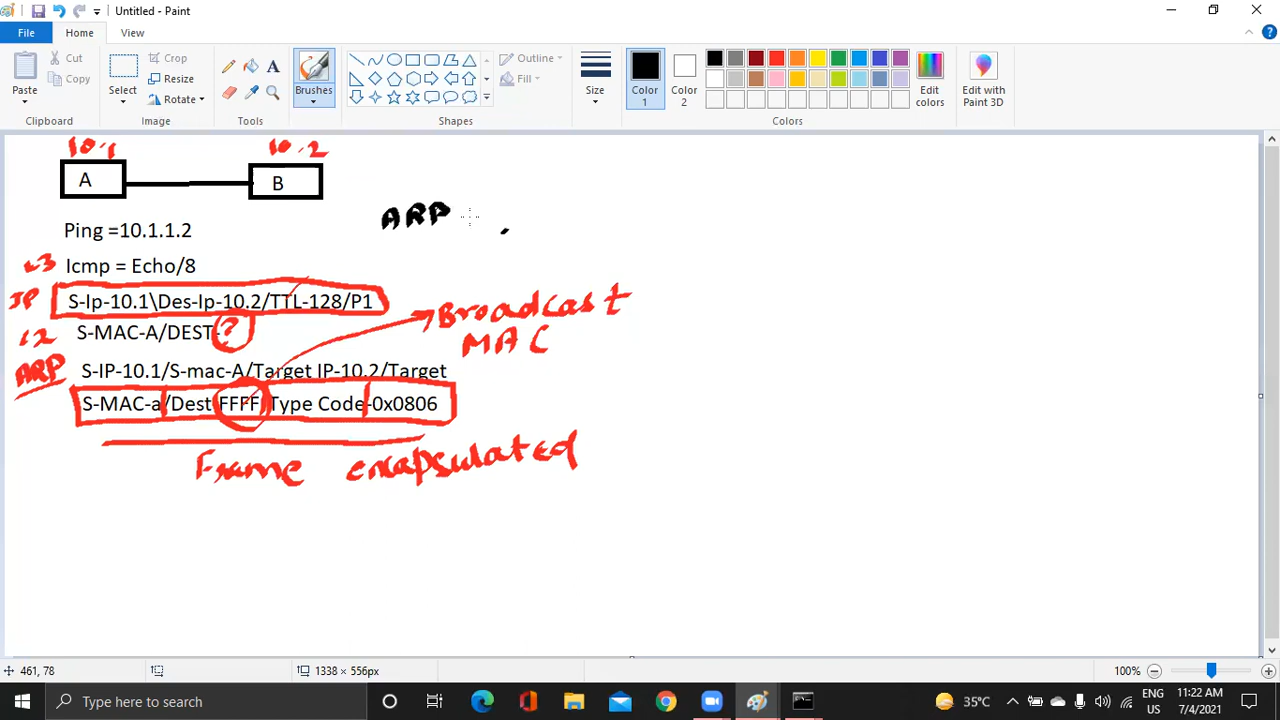 Untitled - Paint
File Home View
Paste
Cut
Copy
Clipboard
Select
Crop
Resize
Rotate
Image
Tools
Brushes
Shapes
Outline
Fill
Size
Color 1
Color 2
Colors
Edit colors
Edit with Paint 3D
10.1 10.2
A B
ARP
Ping =10.1.1.2
L3 Icmp = Echo/8
IP S-Ip-10.1\Des-Ip-10.2/TTL-128/P1
L2 S-MAC-A/DEST-?
Broadcast
MAC
ARP S-IP-10.1/S-mac-A/Target IP-10.2/Target
S-MAC-a/Dest FFFF/Type Code-0x0806
Frame encapsulated
461, 78
1338 × 556px
100%
Type here to search
35°C
ENG
US
11:22 AM
7/4/2021